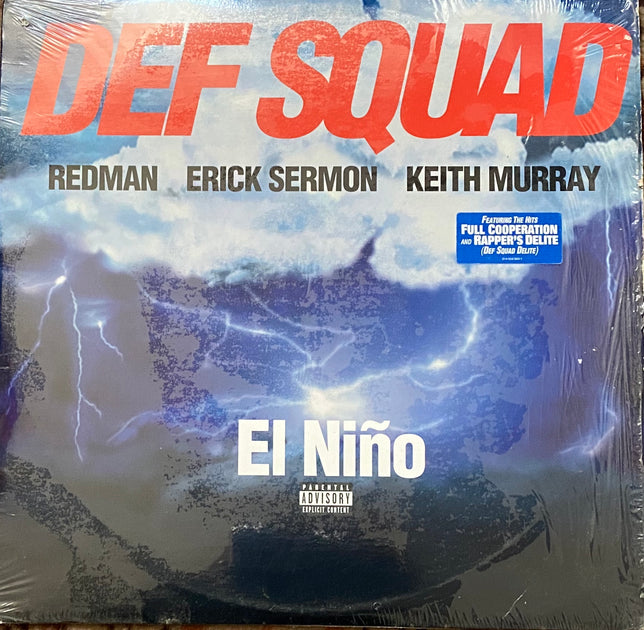 DEF SQUAD
REDMAN ERICK SERMON KEITH MURRAY
FEATURING THE HITS
FULL COOPERATION
AND RAPPER'S DELITE
(DEF SQUAD DELITE)
El Niño
PARENTAL
ADVISORY
EXPLICIT CONTENT